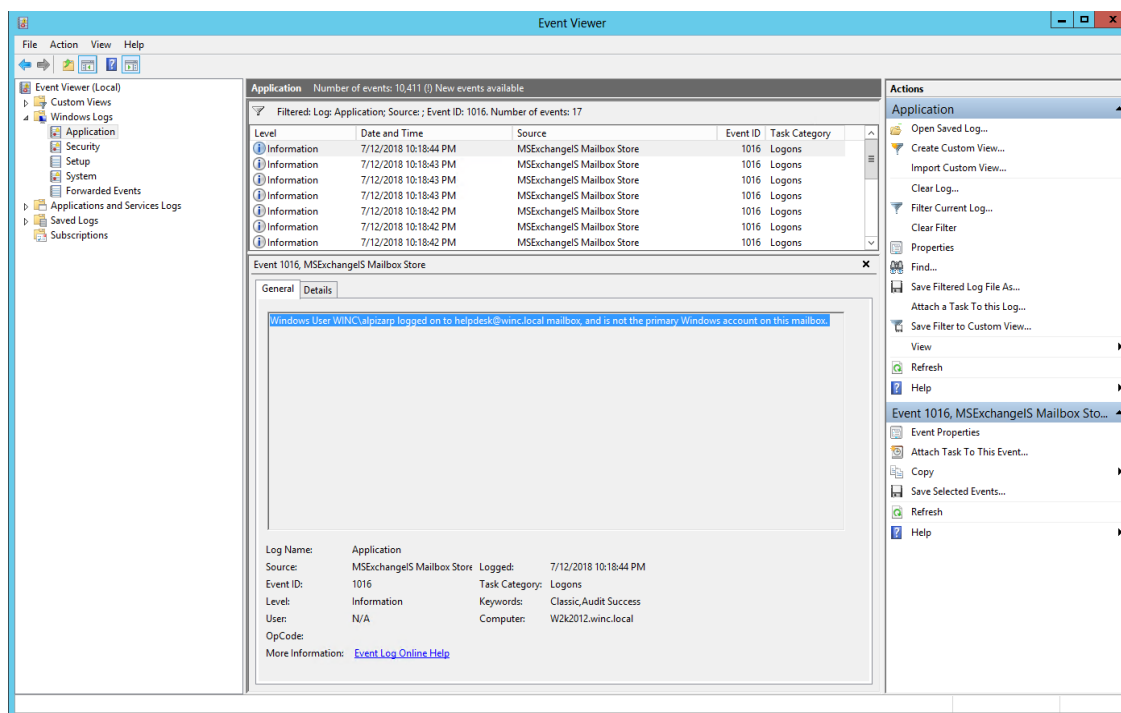 Event Viewer
File Action View Help
Event Viewer (Local)
Custom Views
Windows Logs
Application
Security
Setup
System
Forwarded Events
Applications and Services Logs
Saved Logs
Subscriptions
Application Number of events: 10,411 (!) New events available
Filtered: Log: Application; Source: ; Event ID: 1016. Number of events: 17
Level Date and Time Source Event ID Task Category
Information 7/12/2018 10:18:44 PM MSExchangeIS Mailbox Store 1016 Logons
Information 7/12/2018 10:18:43 PM MSExchangeIS Mailbox Store 1016 Logons
Information 7/12/2018 10:18:43 PM MSExchangeIS Mailbox Store 1016 Logons
Information 7/12/2018 10:18:43 PM MSExchangeIS Mailbox Store 1016 Logons
Information 7/12/2018 10:18:42 PM MSExchangeIS Mailbox Store 1016 Logons
Information 7/12/2018 10:18:42 PM MSExchangeIS Mailbox Store 1016 Logons
Information 7/12/2018 10:18:42 PM MSExchangeIS Mailbox Store 1016 Logons
Event 1016, MSExchangeIS Mailbox Store
General Details
Windows User WINC\alpizarp logged on to helpdesk@winc.local mailbox, and is not the primary Windows account on this mailbox.
Log Name: Application
Source: MSExchangeIS Mailbox Store Logged: 7/12/2018 10:18:44 PM
Event ID: 1016 Task Category: Logons
Level: Information Keywords: Classic,Audit Success
User: N/A Computer: W2k2012.winc.local
OpCode:
More Information: Event Log Online Help
Actions
Application
Open Saved Log...
Create Custom View...
Import Custom View...
Clear Log...
Filter Current Log...
Clear Filter
Properties
Find...
Save Filtered Log File As...
Attach a Task To this Log...
Save Filter to Custom View...
View
Refresh
Help
Event 1016, MSExchangeIS Mailbox Sto...
Event Properties
Attach Task To This Event...
Copy
Save Selected Events...
Refresh
Help